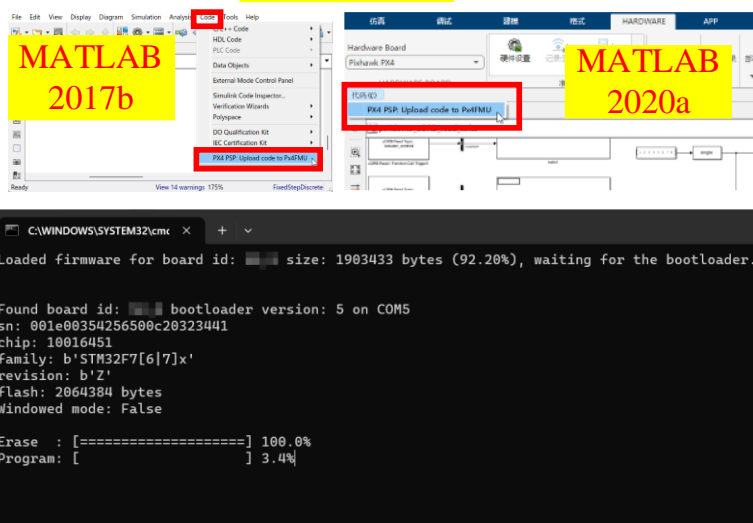 File Edit View Display Diagram Simulation Analysis Code Tools Help
C/C++ Code
HDL Code
PLC Code
Data Objects
External Mode Control Panel
Simulink Code Inspector...
Verification Wizards
Polyspace
DO Qualification Kit
IEC Certification Kit
PX4 PSP: Upload code to Px4FMU
Ready View 14 warnings 175% FixedStepDiscrete
MATLAB
2017b
仿真 调试 建模 格式 HARDWARE APP
Hardware Board
Pixhawk PX4
硬件设置
HARDWARE BOARD
代码(C)
PX4 PSP: Upload code to Px4FMU
MATLAB
2020a
single
C:\WINDOWS\SYSTEM32\cmc
Loaded firmware for board id: size: 1903433 bytes (92.20%), waiting for the bootloader.
Found board id: bootloader version: 5 on COM5
sn: 001e00354256500c20323441
chip: 10016451
family: b'STM32F7[6|7]x'
revision: b'Z'
flash: 2064384 bytes
Windowed mode: False
Erase : [====================] 100.0%
Program: [ ] 3.4%